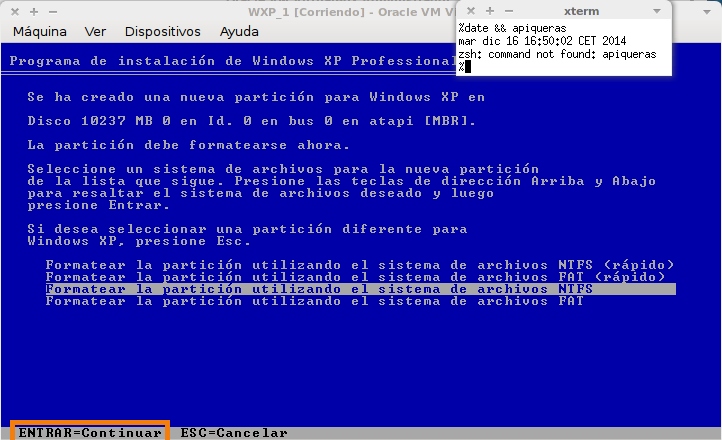 WXP_1 [Corriendo] - Oracle VM V
Máquina Ver Dispositivos Ayuda
xterm
%date && apiqueras
mar dic 16 16:50:02 CET 2014
zsh: command not found: apiqueras
%
Programa de instalación de Windows XP Professional
Se ha creado una nueva partición para Windows XP en
Disco 10237 MB 0 en Id. 0 en bus 0 en atapi [MBR].
La partición debe formatearse ahora.
Seleccione un sistema de archivos para la nueva partición
de la lista que sigue. Presione las teclas de dirección Arriba y Abajo
para resaltar el sistema de archivos deseado y luego
presione Entrar.
Si desea seleccionar una partición diferente para
Windows XP, presione Esc.
Formatear la partición utilizando el sistema de archivos NTFS (rápido)
Formatear la partición utilizando el sistema de archivos FAT (rápido)
Formatear la partición utilizando el sistema de archivos NTFS
Formatear la partición utilizando el sistema de archivos FAT
ENTRAR=Continuar ESC=Cancelar